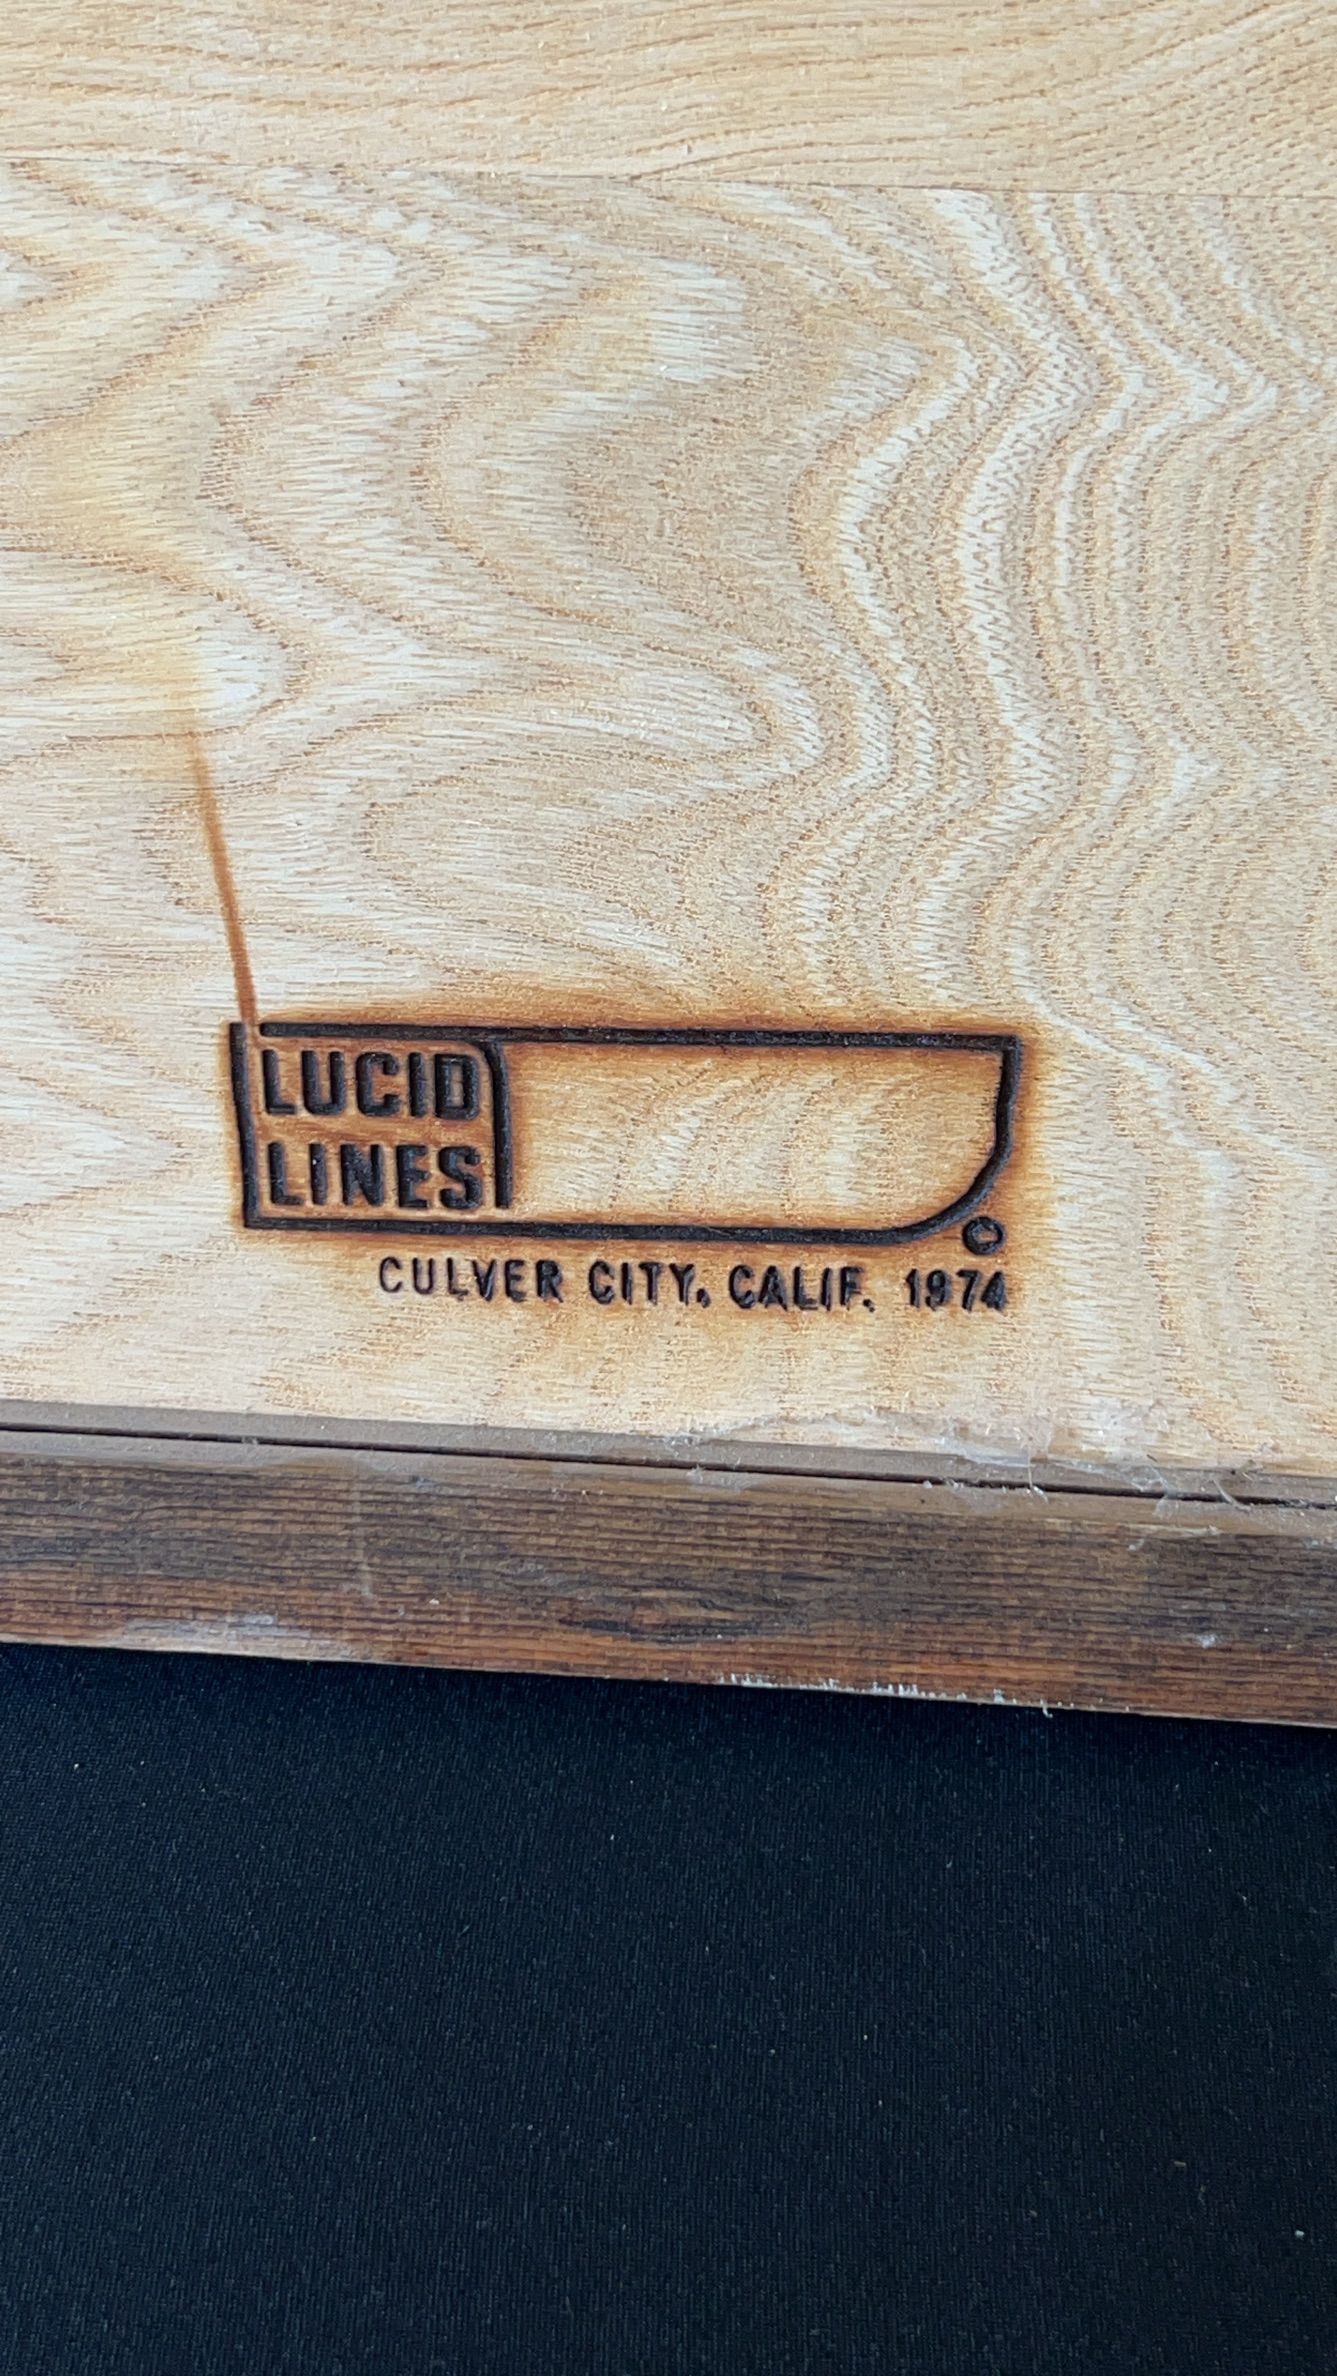 LUCID
LINES
©
CULVER CITY, CALIF. 1974